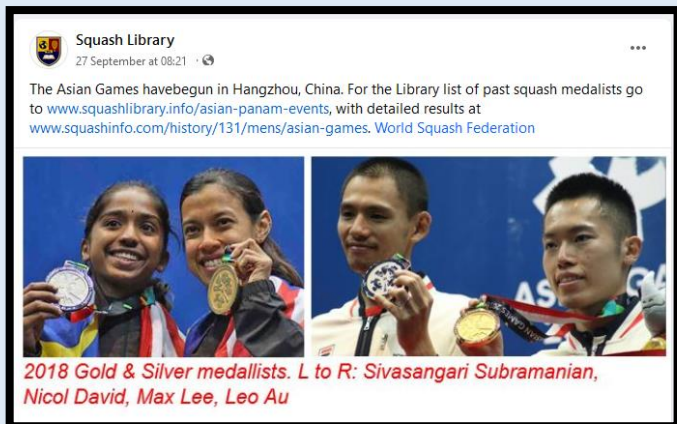 Squash Library
27 September at 08:21 ·
The Asian Games havebegun in Hangzhou, China. For the Library list of past squash medalists go
to www.squashlibrary.info/asian-panam-events, with detailed results at
www.squashinfo.com/history/131/mens/asian-games. World Squash Federation
2018 Gold & Silver medallists. L to R: Sivasangari Subramanian,
Nicol David, Max Lee, Leo Au